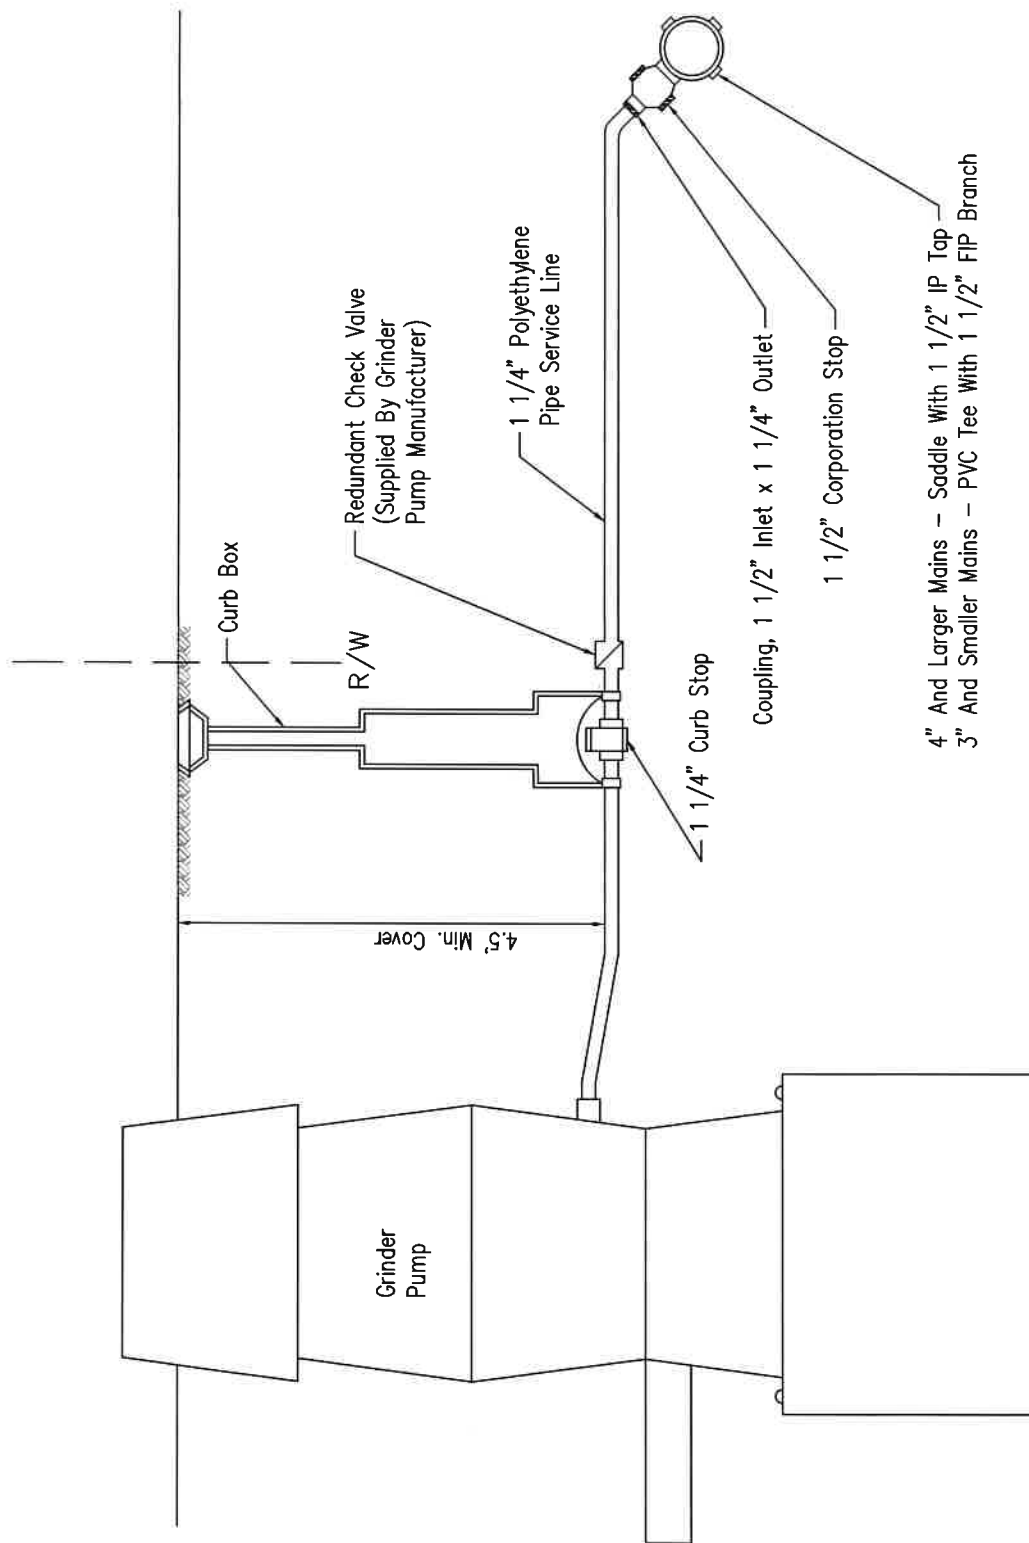 Curb Box
R/W
Redundant Check Valve
(Supplied By Grinder
Pump Manufacturer)
1 1/4" Polyethylene
Pipe Service Line
4.5' Min. Cover
Grinder
Pump
1 1/4" Curb Stop
Coupling, 1 1/2" Inlet x 1 1/4" Outlet
1 1/2" Corporation Stop
4" And Larger Mains – Saddle With 1 1/2" IP Tap
3" And Smaller Mains – PVC Tee With 1 1/2" FIP Branch